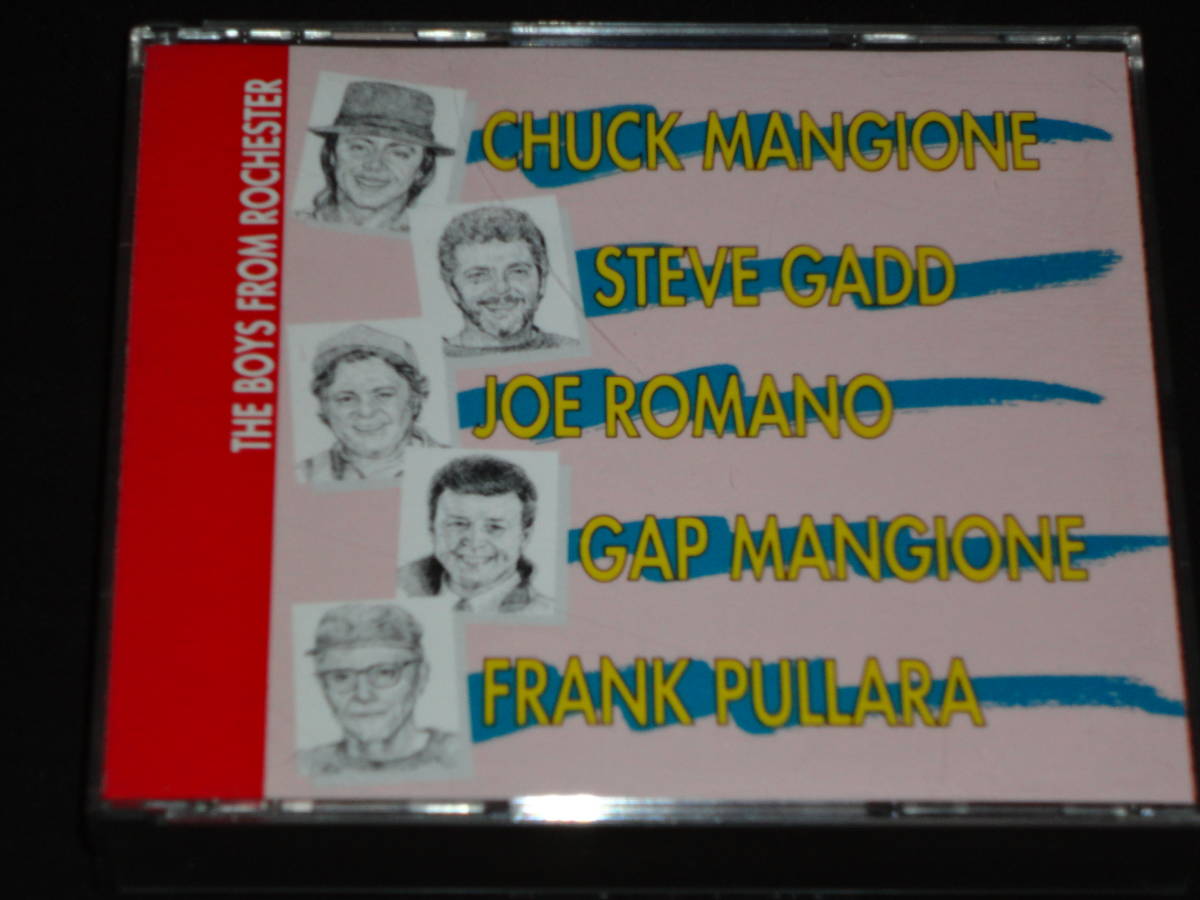 THE BOYS FROM ROCHESTER
CHUCK MANGIONE
STEVE GADD
JOE ROMANO
GAP MANGIONE
FRANK PULLARA